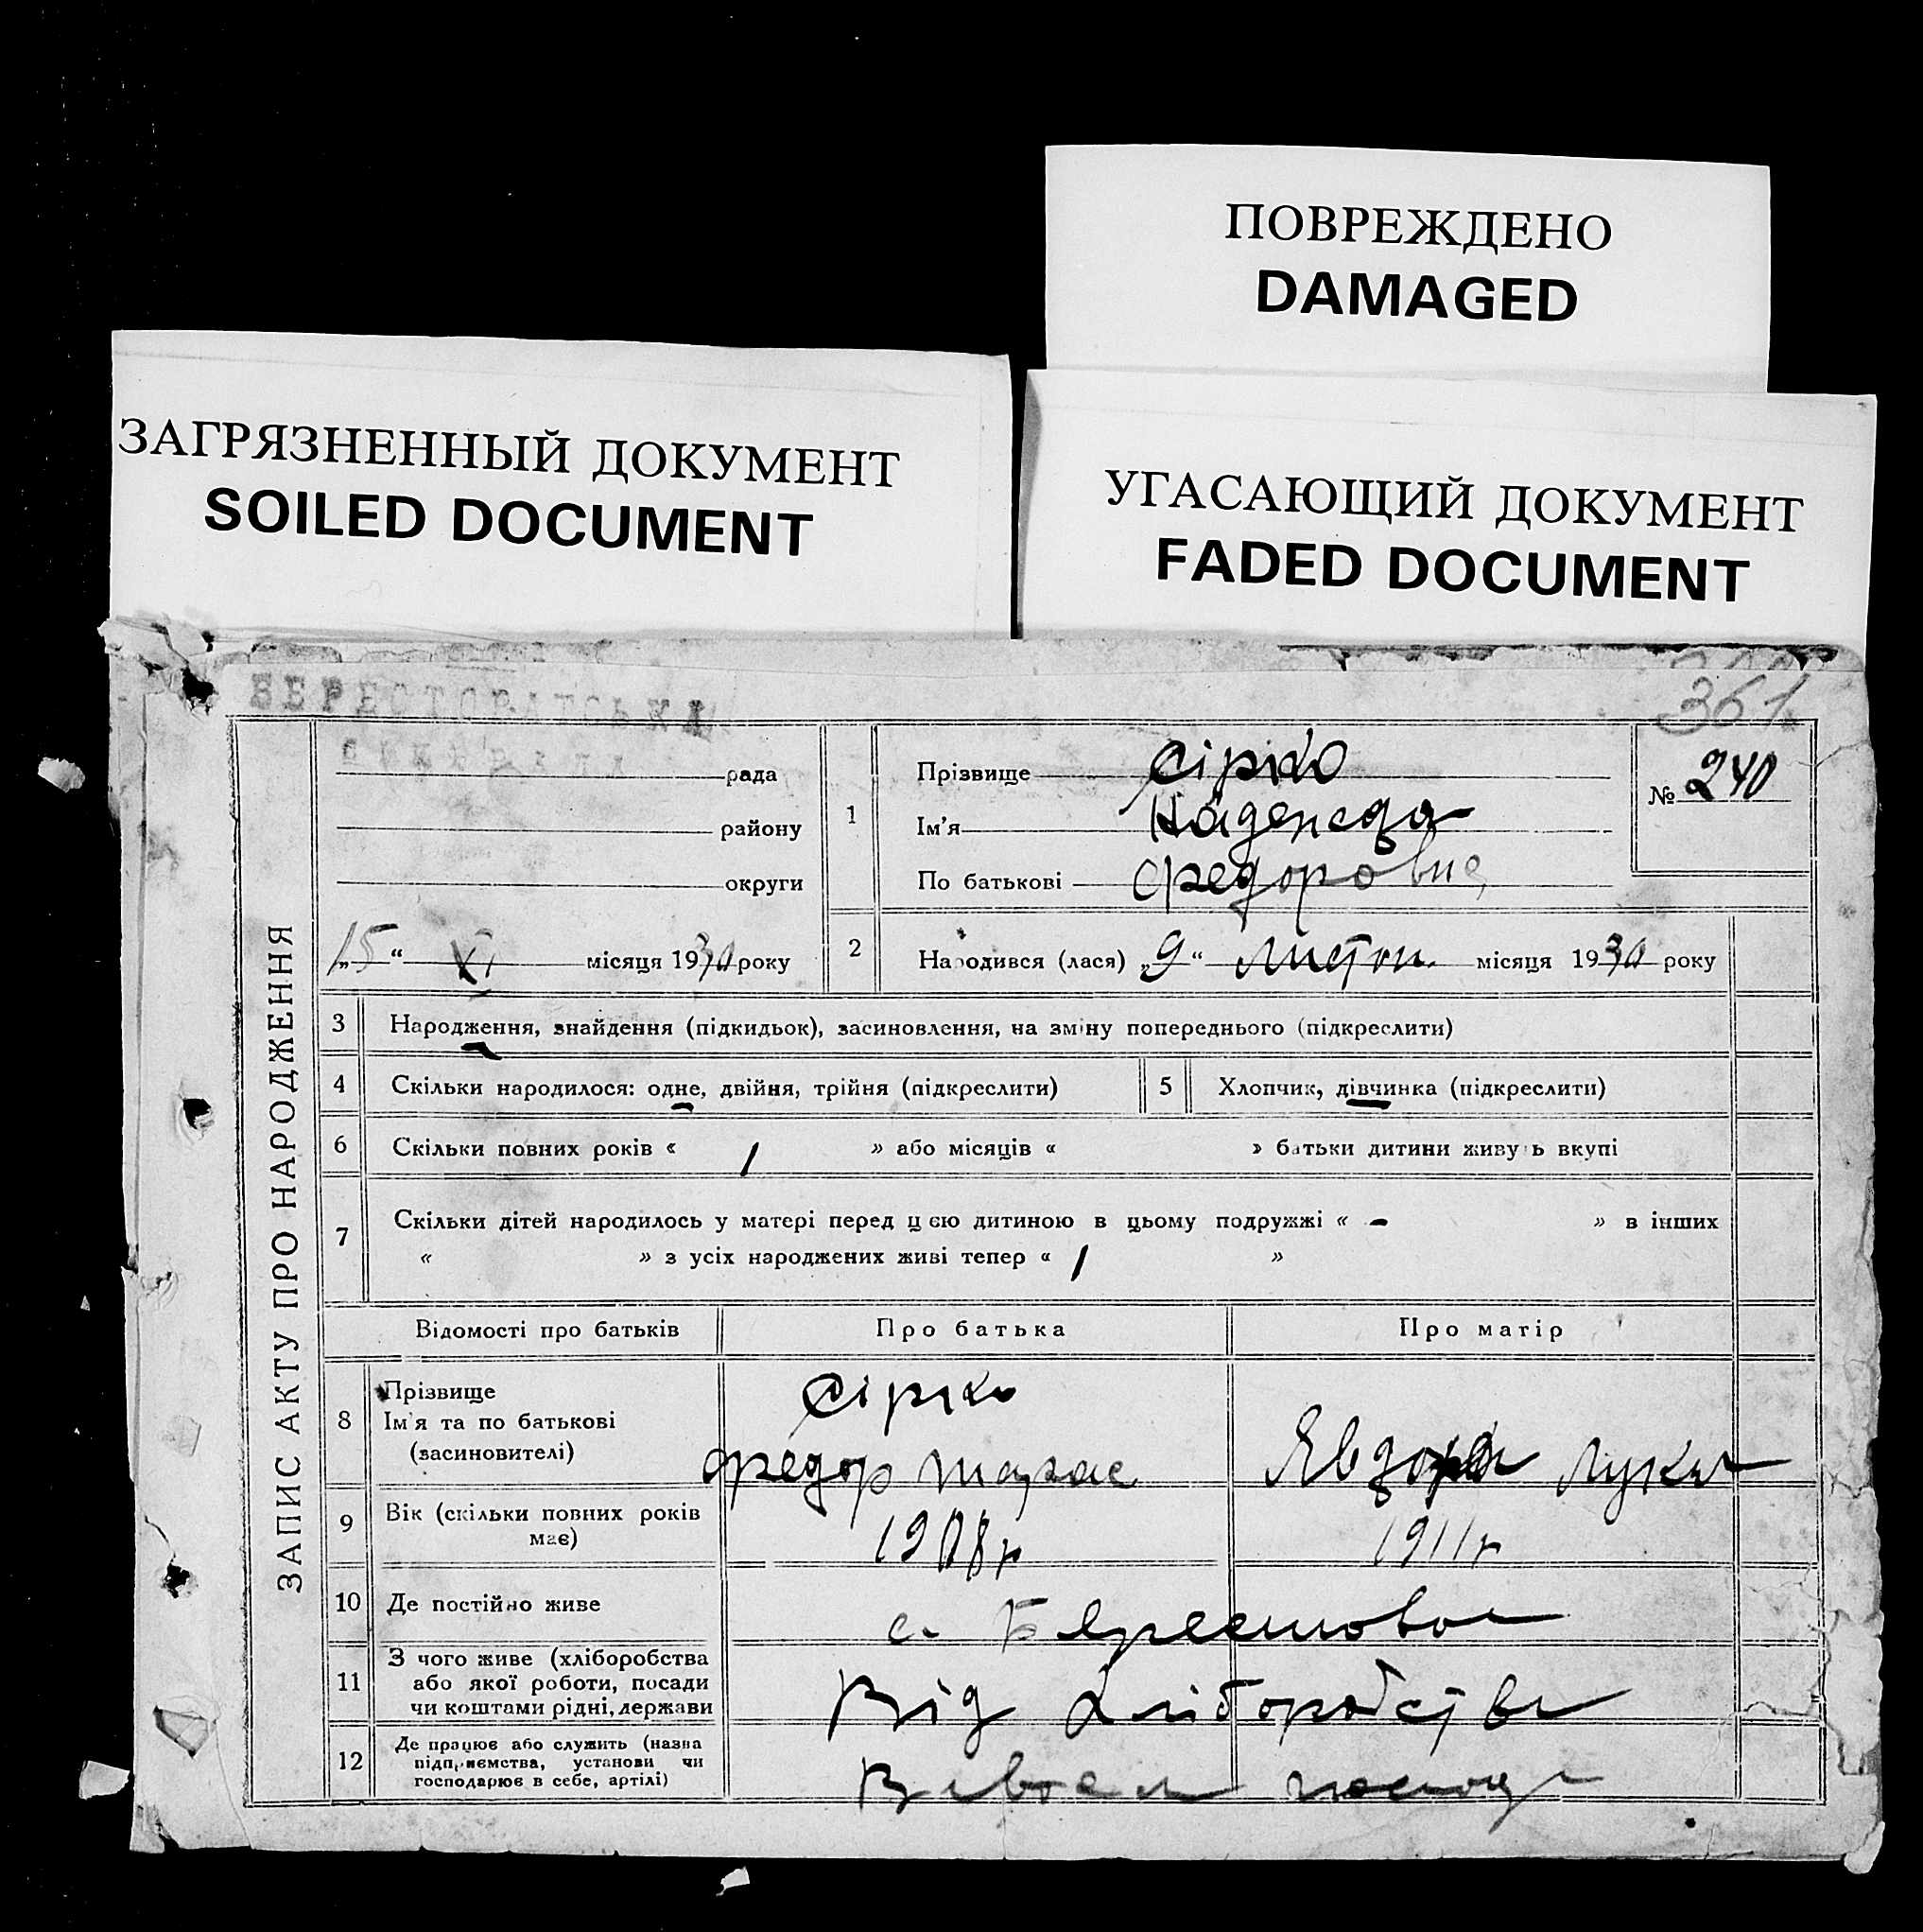 ПОВРЕЖДЕНО
DAMAGED
ЗАГРЯЗНЕННЫЙ ДОКУМЕНТ
SOILED DOCUMENT
УГАСАЮЩИЙ ДОКУМЕНТ
FADED DOCUMENT
БЕРЕСТОВАТСЬКА
361
ЗАПИС АКТУ ПРО НАРОДЖЕННЯ
рада
району
округи
„15“ XI місяця 1930 року
1
Прізвище Сірко
Ім'я Надежда
По батькові Федоровна
№ 240
2
Народився (лася) „9“ листоп. місяця 1930 року
3 Народження, знайдення (підкидьок), засиновлення, на зміну попереднього (підкреслити)
4 Скільки народилося: одне, двійня, трійня (підкреслити)
5 Хлопчик, дівчинка (підкреслити)
6 Скільки повних років « 1 » або місяців « » батьки дитини живуть вкупі
7 Скільки дітей народилось у матері перед цією дитиною в цьому подружжі « - » в інших
« » з усіх народжених живі тепер « 1 »
Відомості про батьків
Про батька
Про матір
8
Прізвище
Ім'я та по батькові
(засиновителі)
Сірко
Федор Тарас
Явдоха Лукья
9
Вік (скільки повних років
має)
1908 р
1911 р
10 Де постійно живе
с. Берестовая
11
З чого живе (хліборобства
або якої роботи, посади
чи коштами рідні, держави
Від хліборобства
12
Де працює або служить (назва
підприємства, установи чи
господарює в себе, артілі)